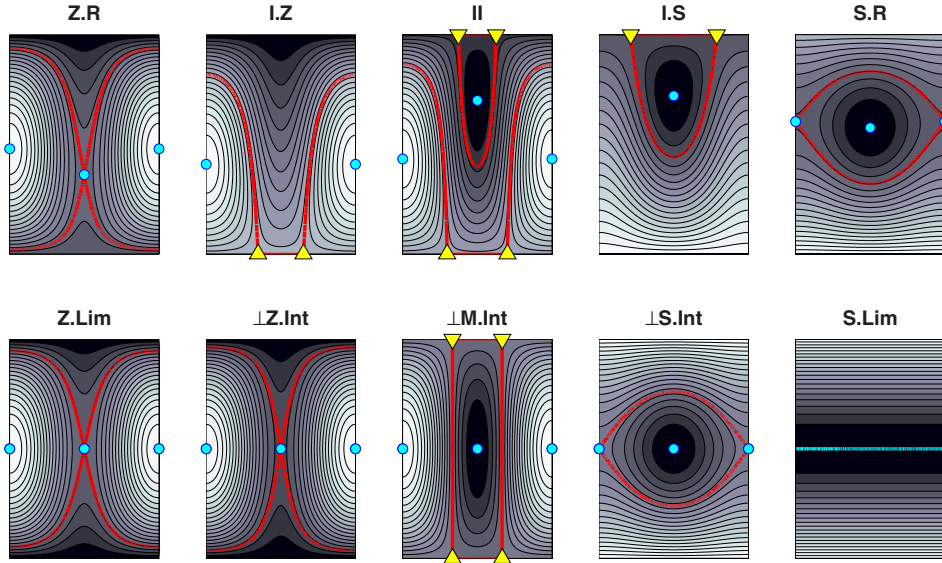 Z.R I.Z II I.S S.R
Z.Lim ⊥Z.Int ⊥M.Int ⊥S.Int S.Lim